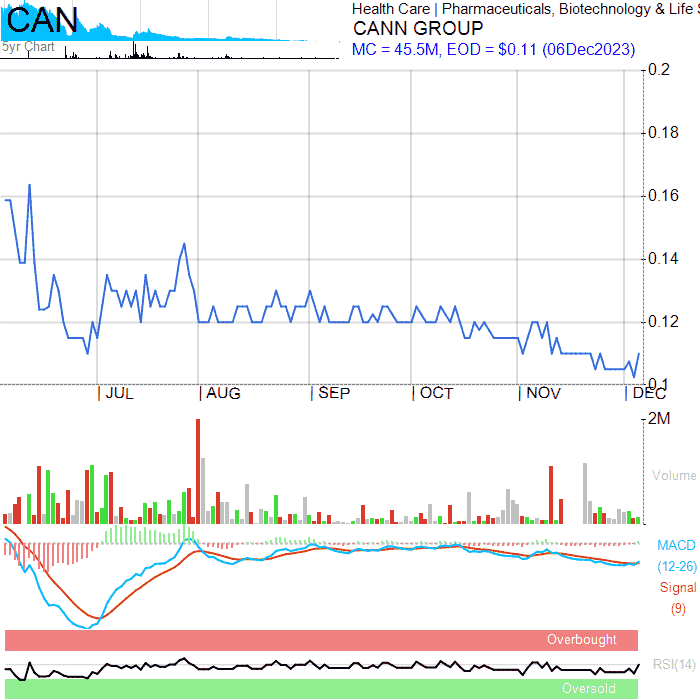 CAN
Health Care | Pharmaceuticals, Biotechnology & Life S
CANN GROUP
5yr Chart
MC = 45.5M, EOD = $0.11 (06Dec2023)
0.2
0.18
0.16
0.14
0.12
0.1
JUL
AUG
SEP
OCT
NOV
DEC
2M
Volume
MACD
(12-26)
Signal
(9)
Overbought
RSI(14)
Oversold